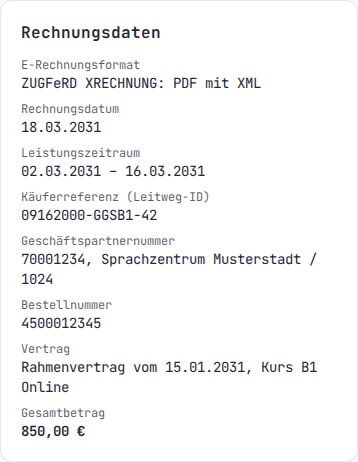 Rechnungsdaten
E-Rechnungsformat
ZUGFeRD XRECHNUNG: PDF mit XML
Rechnungsdatum
18.03.2031
Leistungszeitraum
02.03.2031 – 16.03.2031
Käuferreferenz (Leitweg-ID)
09162000-GGSB1-42
Geschäftspartnernummer
70001234, Sprachzentrum Musterstadt /
1024
Bestellnummer
4500012345
Vertrag
Rahmenvertrag vom 15.01.2031, Kurs B1
Online
Gesamtbetrag
850,00 €